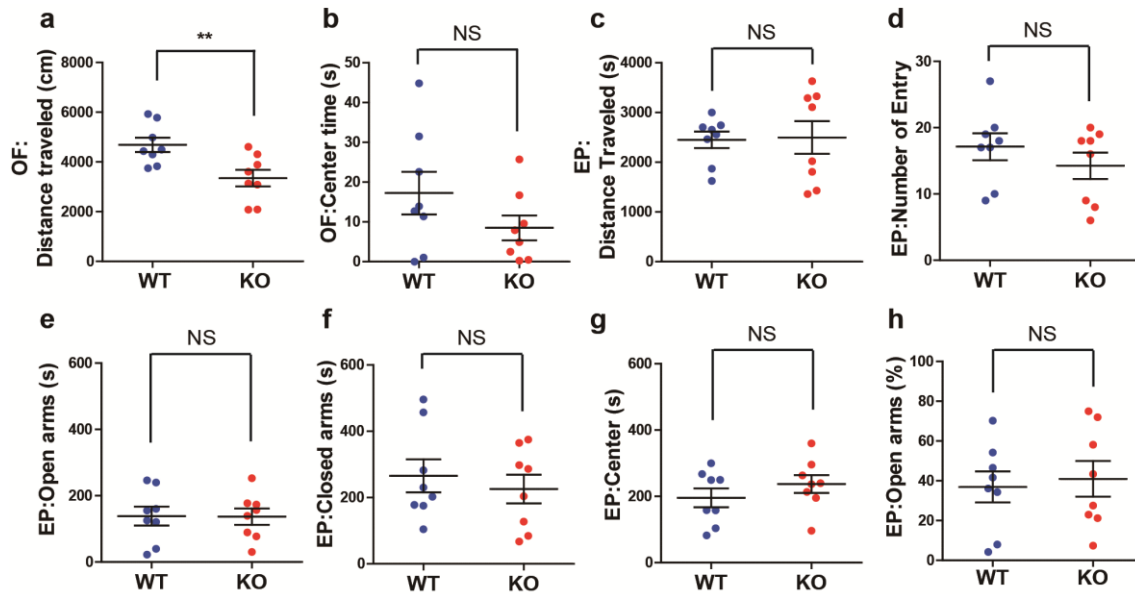 a
**
OF:
Distance traveled (cm)
8000
6000
4000
2000
0
WT
KO
b
NS
OF:Center time (s)
50
40
30
20
10
0
WT
KO
c
NS
EP:
Distance Traveled (s)
4000
3000
2000
1000
0
WT
KO
d
NS
EP:Number of Entry
30
20
10
0
WT
KO
e
NS
EP:Open arms (s)
600
400
200
0
WT
KO
f
NS
EP:Closed arms (s)
600
400
200
0
WT
KO
g
NS
EP:Center (s)
600
400
200
0
WT
KO
h
NS
EP:Open arms (%)
100
80
60
40
20
0
WT
KO